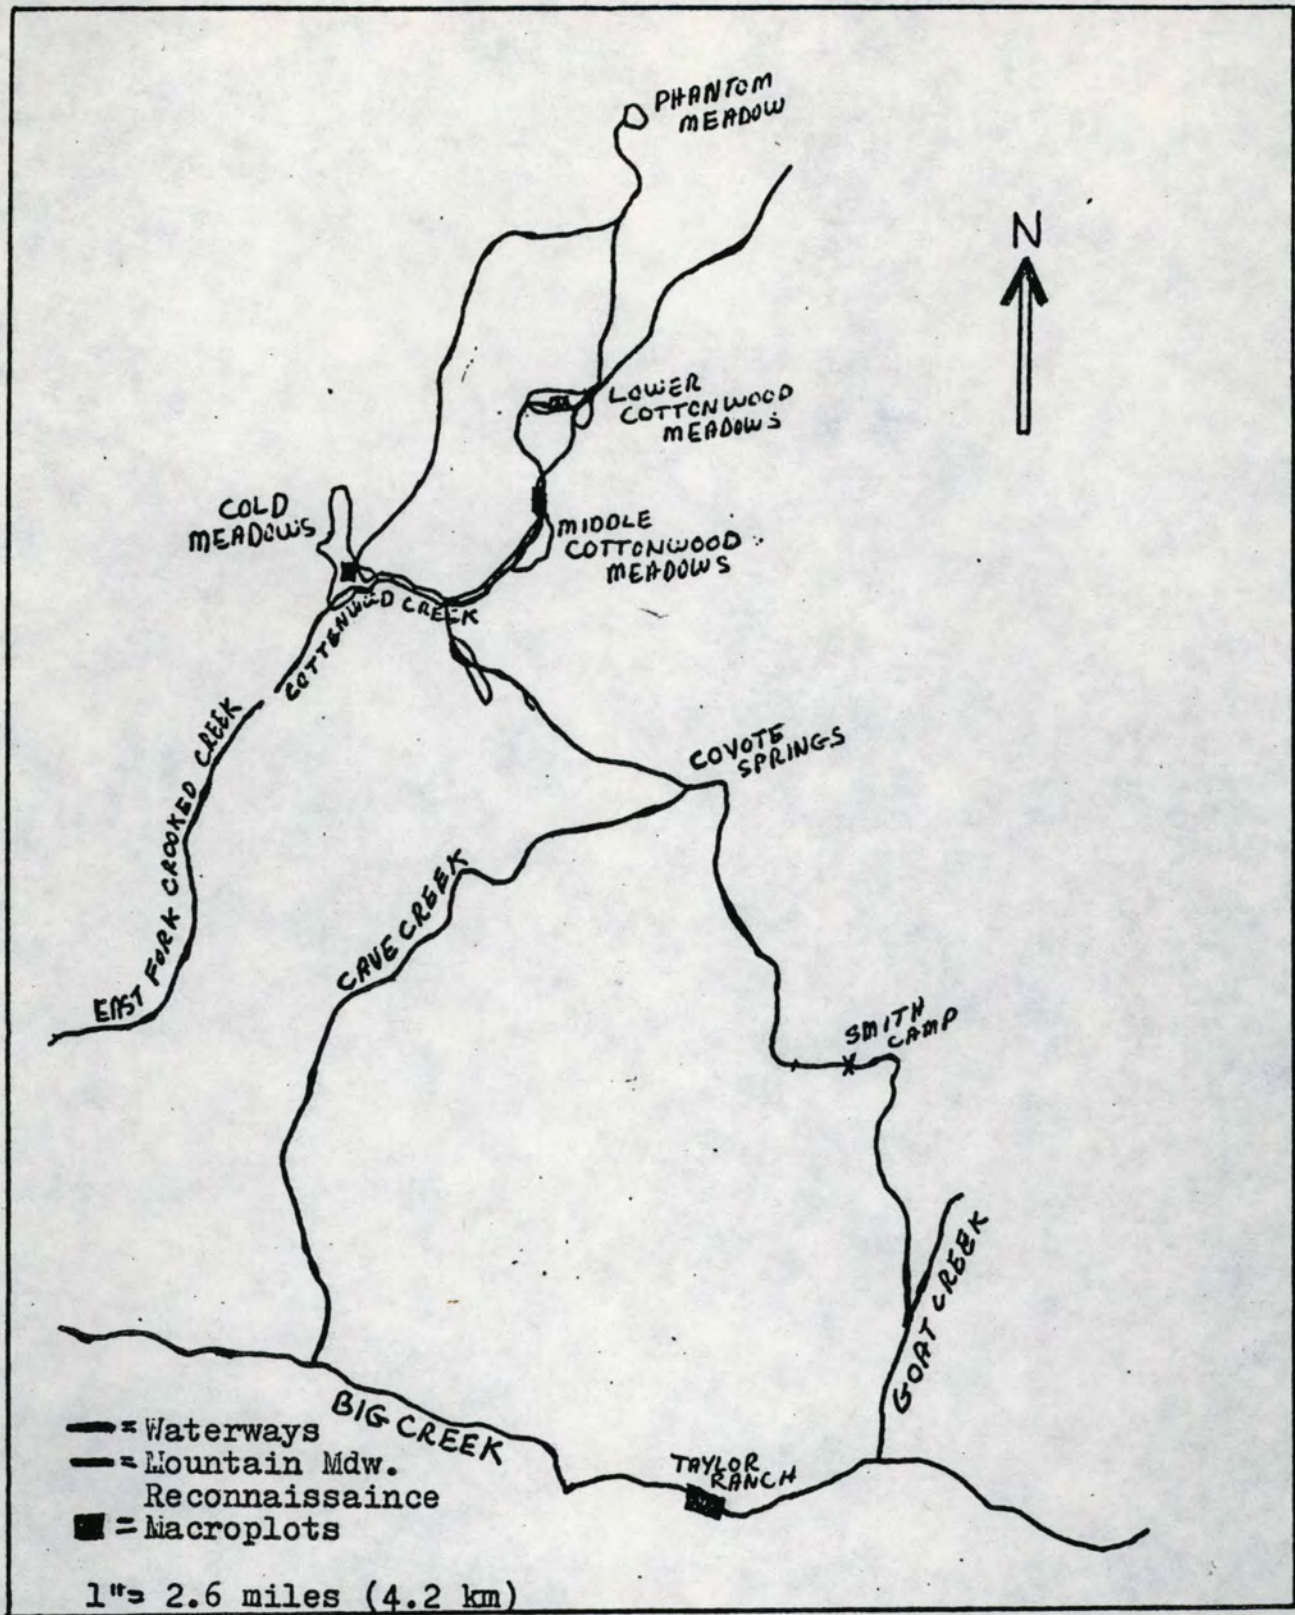 PHANTOM
MEADOW
N
LOWER
COTTONWOOD
MEADOWS
COLD
MEADOWS
MIDDLE
COTTONWOOD
MEADOWS
COTTENWOOD CREEK
EAST FORK CROOKED CREEK
COYOTE
SPRINGS
CAVE CREEK
SMITH
CAMP
GOAT CREEK
BIG CREEK
TAYLOR
RANCH
= Waterways
= Mountain Mdw.
Reconnaissaince
= Macroplots
1"= 2.6 miles (4.2 km)